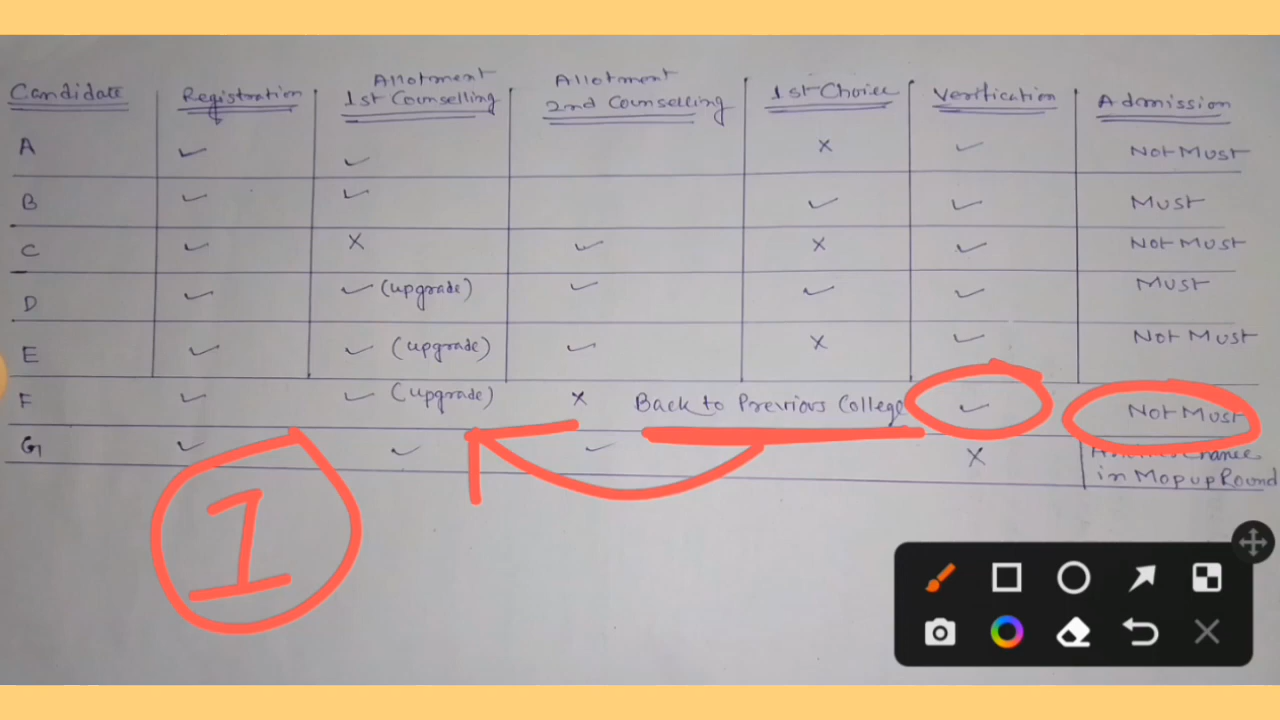 Candidate Registration Allotment 1st Counselling Allotment 2nd Counselling 1st Choice Verification Admission
A ✓ ✓ × ✓ Not Must
B ✓ ✓ ✓ ✓ Must
C ✓ × ✓ × ✓ Not Must
D ✓ ✓ (upgrade) ✓ ✓ ✓ Must
E ✓ ✓ (upgrade) ✓ × ✓ Not Must
F ✓ ✓ (upgrade) × Back to Previous College ✓ Not Must
G ✓ ✓ ✓ × Chance
in Mopup Round
1